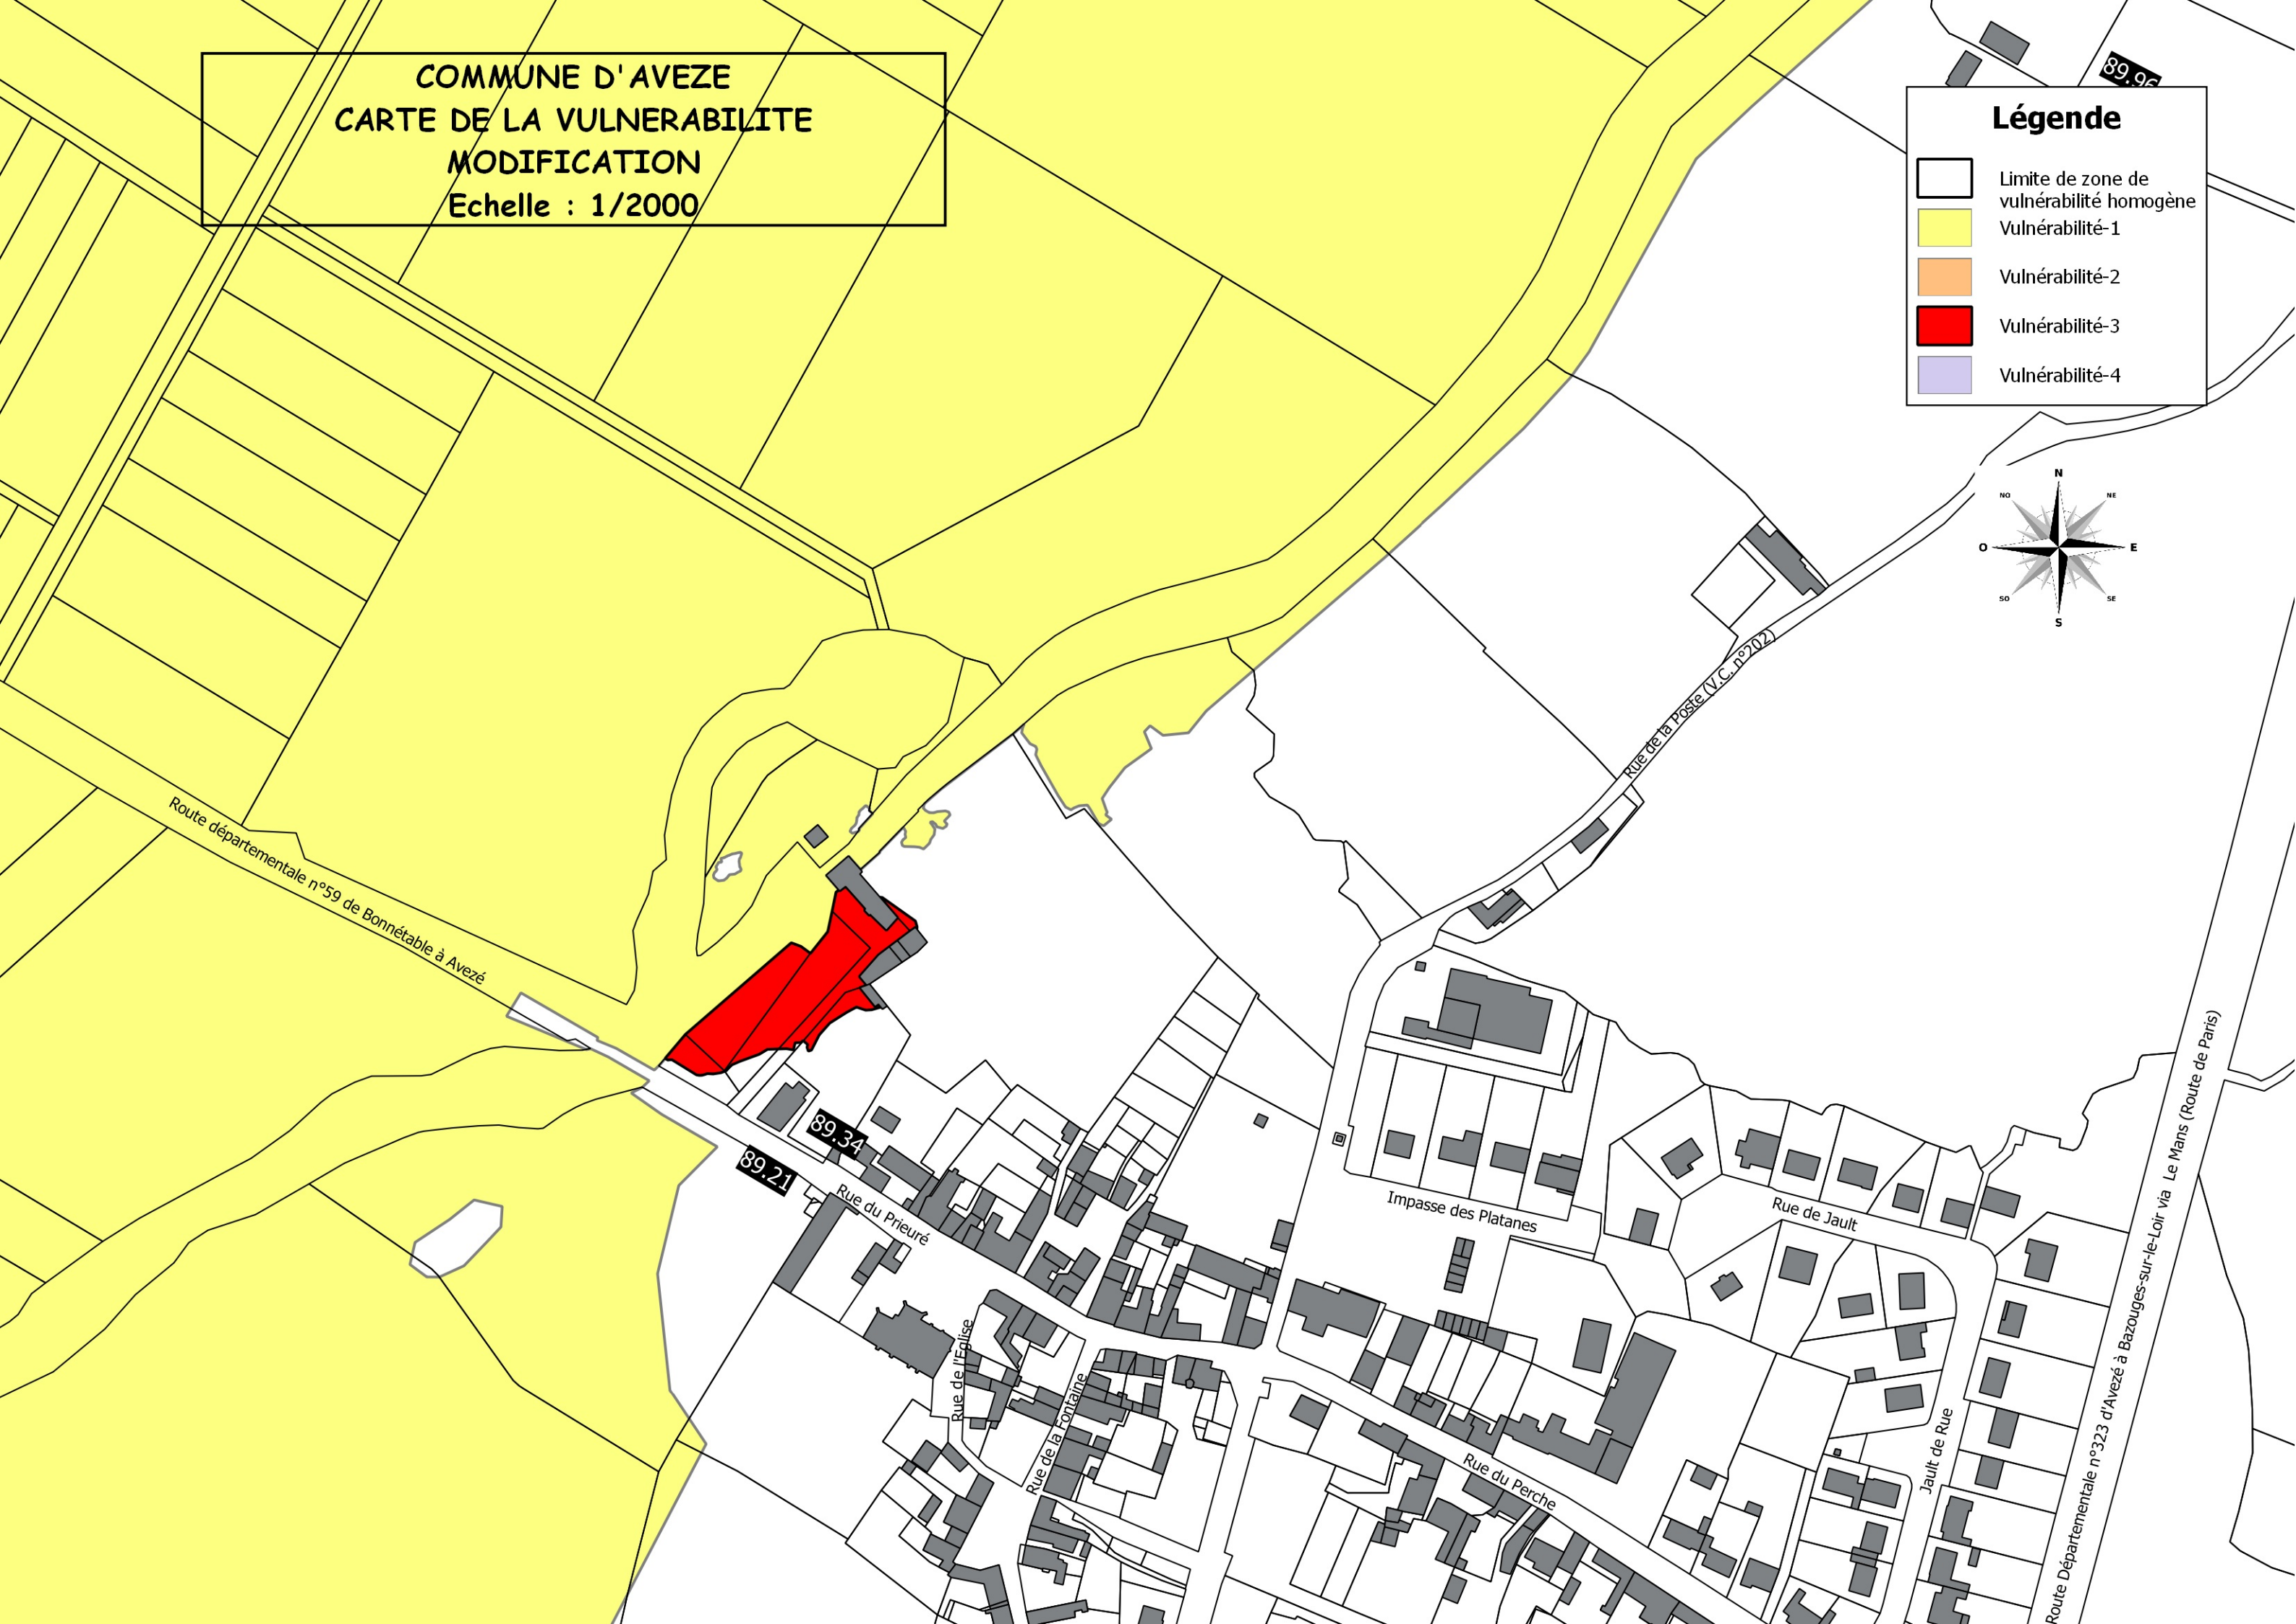 COMMUNE D'AVEZE
CARTE DE LA VULNERABILITE
MODIFICATION
Echelle : 1/2000
89.96
Légende
Limite de zone de
vulnérabilité homogène
Vulnérabilité-1
Vulnérabilité-2
Vulnérabilité-3
Vulnérabilité-4
N
NO
NE
O
E
SO
SE
S
Rue de la Poste (V.C. n°202)
Route départementale n°59 de Bonnétable à Avezé
89.34
89.21
Rue du Prieuré
Impasse des Platanes
Rue de Jault
Rue de l'Eglise
Rue de la Fontaine
Rue du Perche
Jault de Rue
Route Départementale n°323 d'Avezé à Bazouges-sur-le-Loir via Le Mans (Route de Paris)